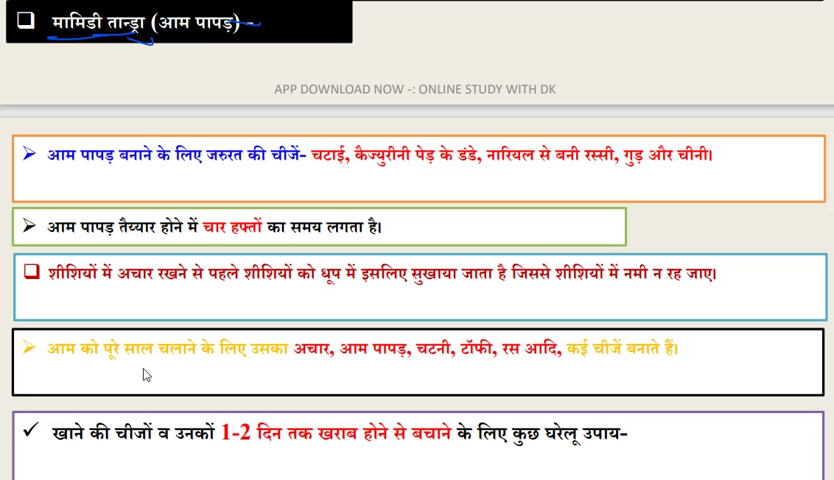 ❑ मामिडी तान्ड्रा (आम पापड़) -
APP DOWNLOAD NOW -: ONLINE STUDY WITH DK
➢ आम पापड़ बनाने के लिए जरुरत की चीजें- चटाई, कैज्युरीनी पेड़ के डंडे, नारियल से बनी रस्सी, गुड़ और चीनी।
➢ आम पापड़ तैय्यार होने में चार हफ्तों का समय लगता है।
❑ शीशियों में अचार रखने से पहले शीशियों को धूप में इसलिए सुखाया जाता है जिससे शीशियों में नमी न रह जाए।
➢ आम को पूरे साल चलाने के लिए उसका अचार, आम पापड़, चटनी, टॉफी, रस आदि, कई चीजें बनाते हैं।
✓ खाने की चीजों व उनकों 1-2 दिन तक खराब होने से बचाने के लिए कुछ घरेलू उपाय-